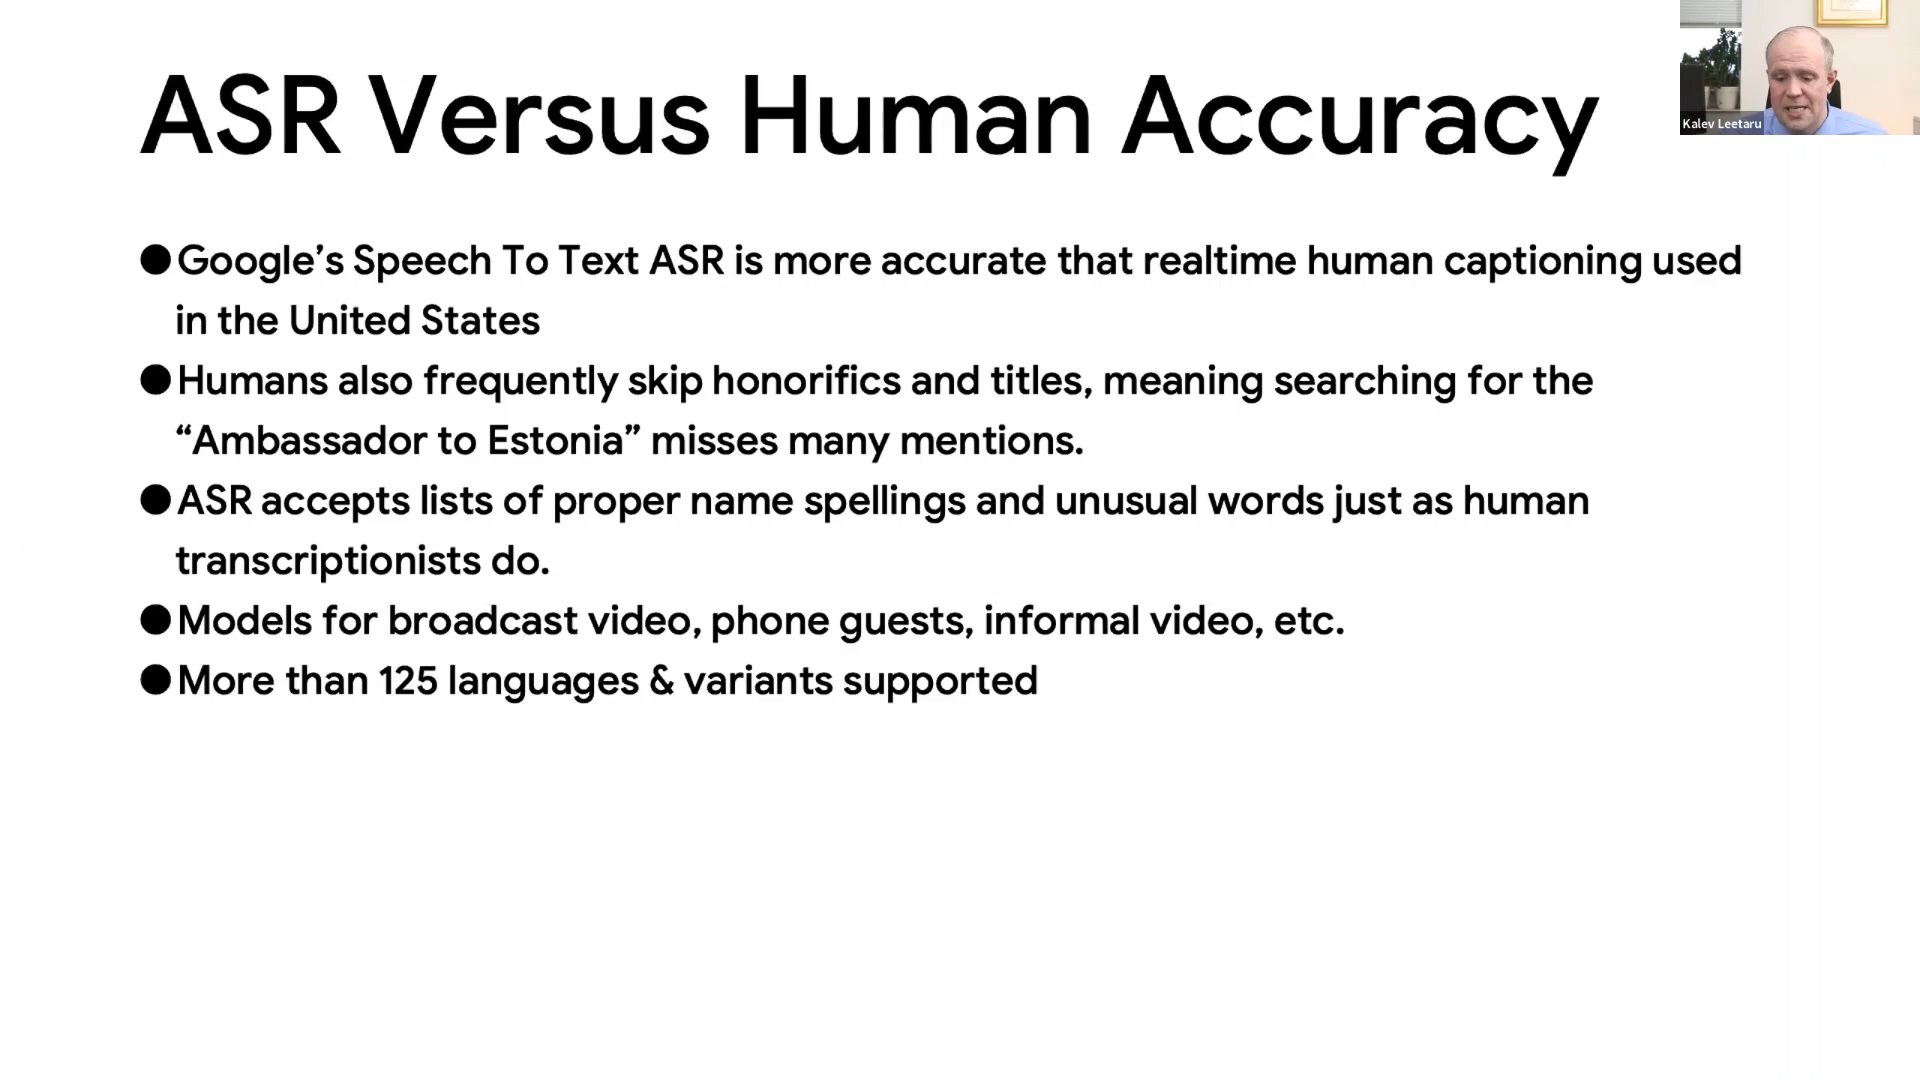 ASR Versus Human Accuracy
Kalev Leetaru
●Google’s Speech To Text ASR is more accurate that realtime human captioning used
in the United States
●Humans also frequently skip honorifics and titles, meaning searching for the
“Ambassador to Estonia” misses many mentions.
●ASR accepts lists of proper name spellings and unusual words just as human
transcriptionists do.
●Models for broadcast video, phone guests, informal video, etc.
●More than 125 languages & variants supported